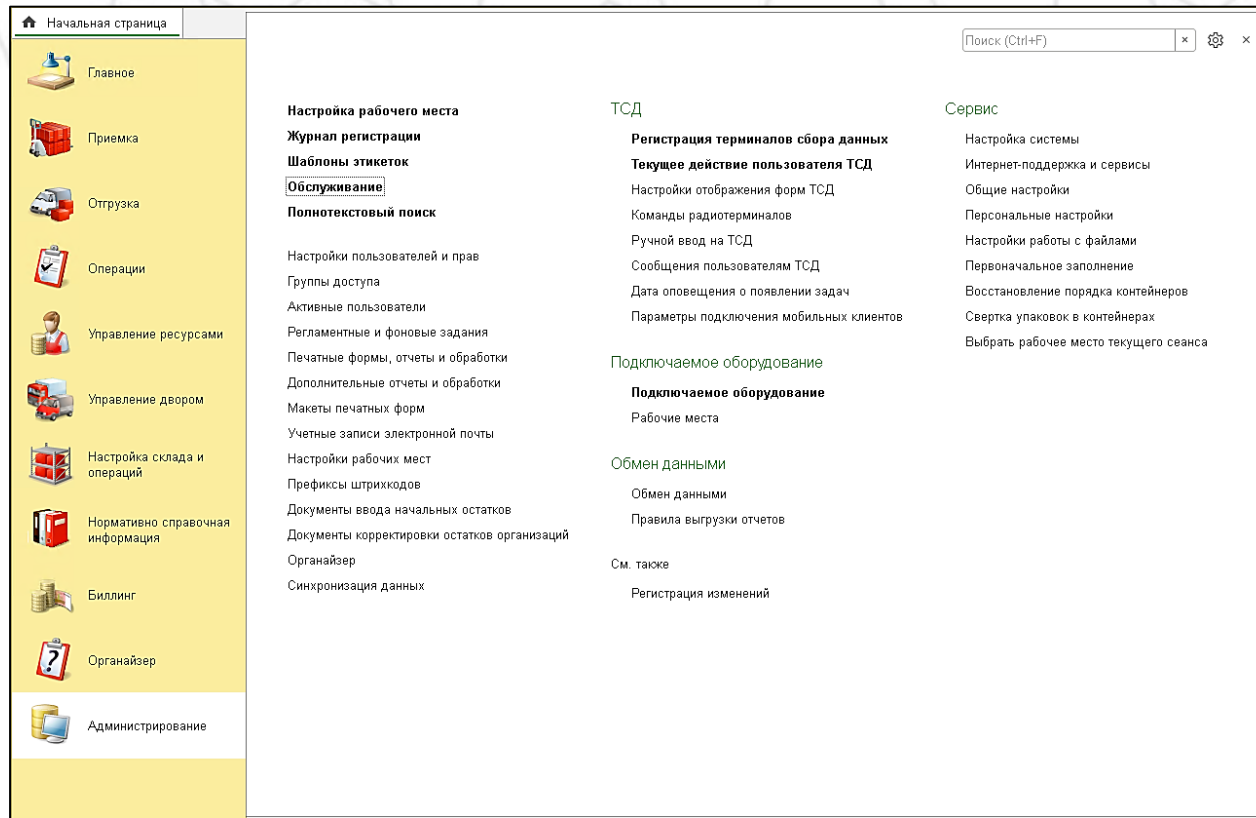 Начальная страница
Поиск (Ctrl+F)
Главное
Приемка
Отгрузка
Операции
Управление ресурсами
Управление двором
Настройка склада и
операций
Нормативно справочная
информация
Биллинг
Органайзер
Администрирование
Настройка рабочего места
Журнал регистрации
Шаблоны этикеток
Обслуживание
Полнотекстовый поиск
Настройки пользователей и прав
Группы доступа
Активные пользователи
Регламентные и фоновые задания
Печатные формы, отчеты и обработки
Дополнительные отчеты и обработки
Макеты печатных форм
Учетные записи электронной почты
Настройки рабочих мест
Префиксы штрихкодов
Документы ввода начальных остатков
Документы корректировки остатков организаций
Органайзер
Синхронизация данных
ТСД
Регистрация терминалов сбора данных
Текущее действие пользователя ТСД
Настройки отображения форм ТСД
Команды радиотерминалов
Ручной ввод на ТСД
Сообщения пользователям ТСД
Дата оповещения о появлении задач
Параметры подключения мобильных клиентов
Подключаемое оборудование
Подключаемое оборудование
Рабочие места
Обмен данными
Обмен данными
Правила выгрузки отчетов
См. также
Регистрация изменений
Сервис
Настройка системы
Интернет-поддержка и сервисы
Общие настройки
Персональные настройки
Настройки работы с файлами
Первоначальное заполнение
Восстановление порядка контейнеров
Свертка упаковок в контейнерах
Выбрать рабочее место текущего сеанса